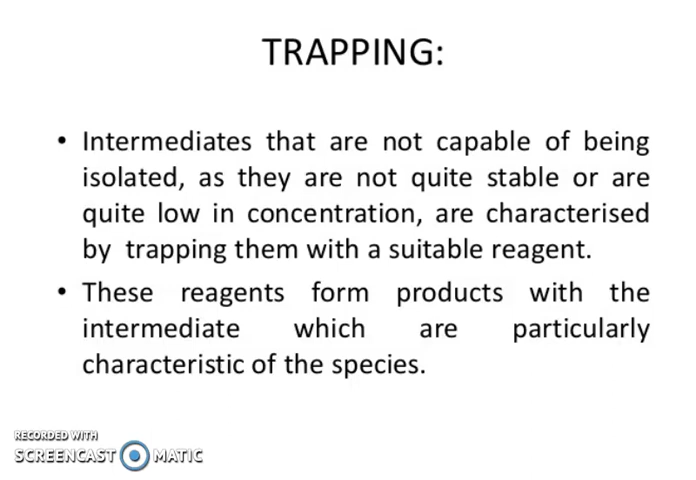 TRAPPING:
• Intermediates that are not capable of being
isolated, as they are not quite stable or are
quite low in concentration, are characterised
by trapping them with a suitable reagent.
• These reagents form products with the
intermediate which are particularly
characteristic of the species.
RECORDED WITH
SCREENCAST MATIC